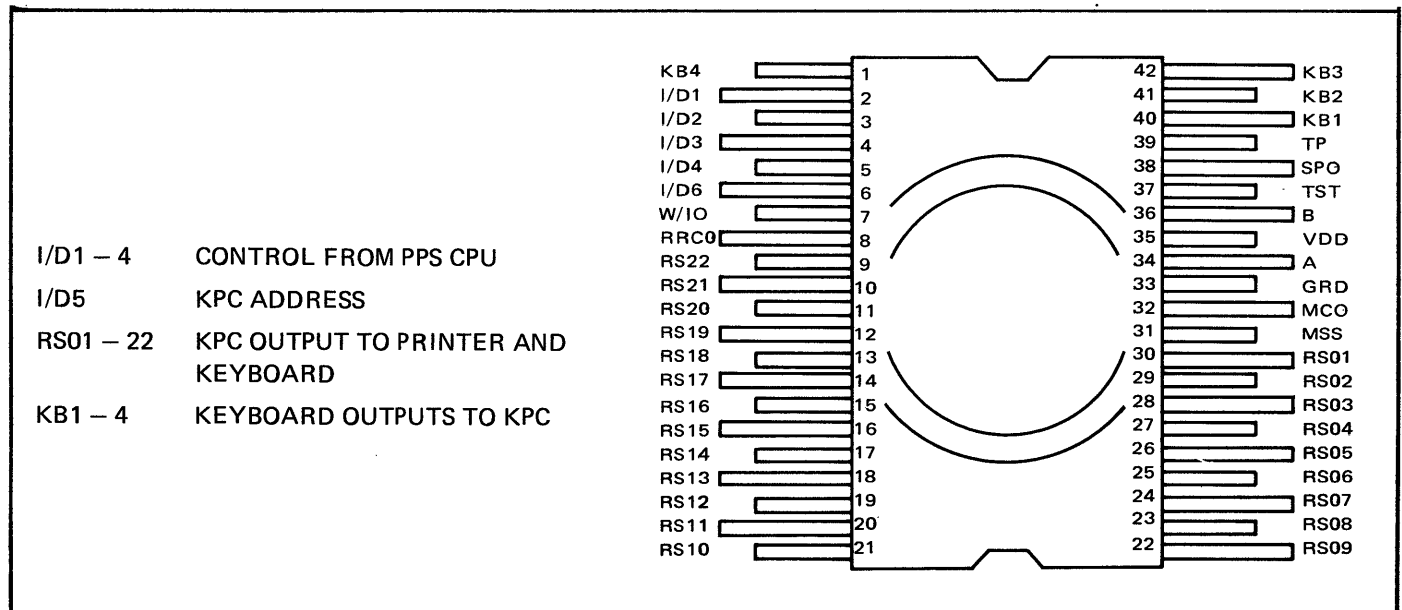 I/D1 – 4 CONTROL FROM PPS CPU
I/D5 KPC ADDRESS
RS01 – 22 KPC OUTPUT TO PRINTER AND
KEYBOARD
KB1 – 4 KEYBOARD OUTPUTS TO KPC
KB4 1 42 KB3
I/D1 2 41 KB2
I/D2 3 40 KB1
I/D3 4 39 TP
I/D4 5 38 SPO
I/D6 6 37 TST
W/IO 7 36 B
RRC0 8 35 VDD
RS22 9 34 A
RS21 10 33 GRD
RS20 11 32 MCO
RS19 12 31 MSS
RS18 13 30 RS01
RS17 14 29 RS02
RS16 15 28 RS03
RS15 16 27 RS04
RS14 17 26 RS05
RS13 18 25 RS06
RS12 19 24 RS07
RS11 20 23 RS08
RS10 21 22 RS09